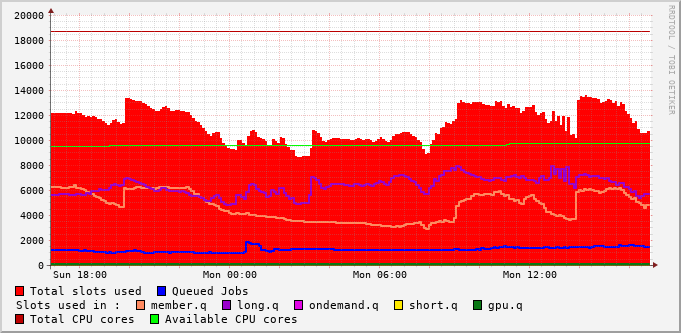 20000
18000
16000
14000
12000
10000
8000
6000
4000
2000
0
Sun 18:00 Mon 00:00 Mon 06:00 Mon 12:00
Total slots used Queued Jobs
Slots used in : member.q long.q ondemand.q short.q gpu.q
Total CPU cores Available CPU cores
RRDTOOL / TOBI OETIKER